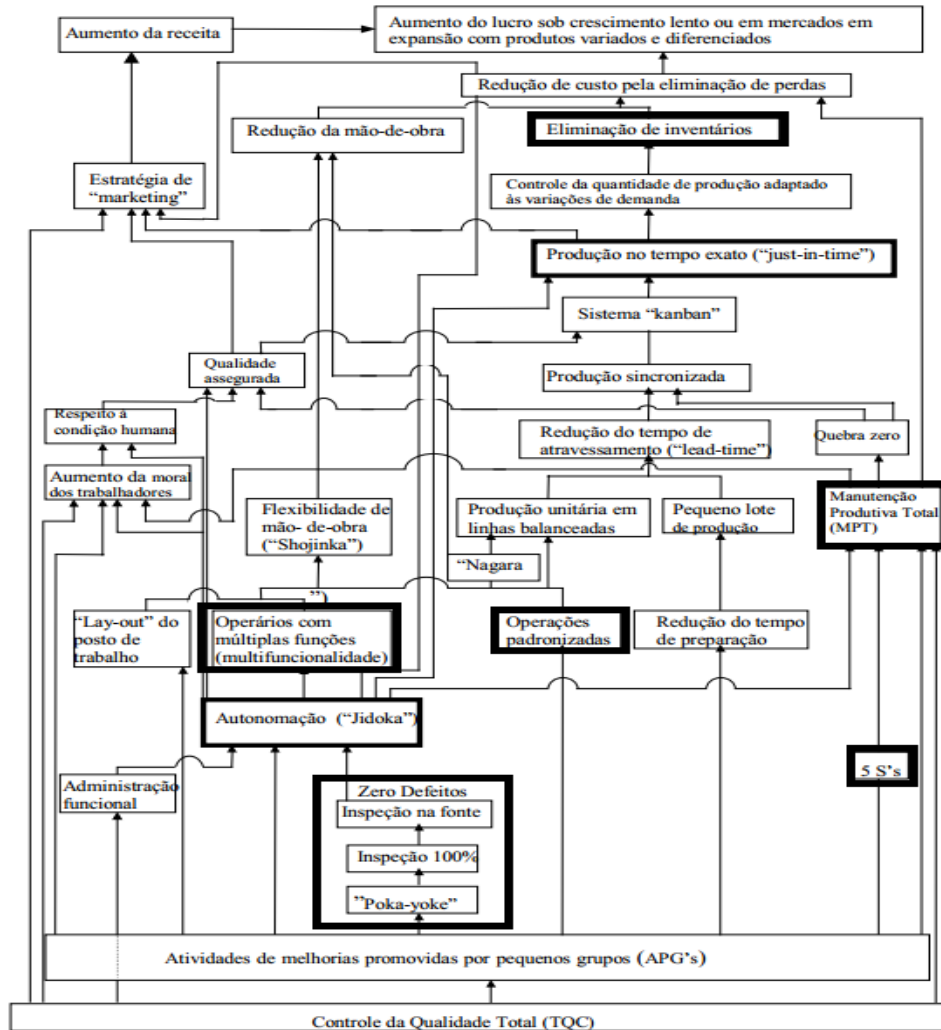 Aumento do lucro sob crescimento lento ou em mercados em
expansão com produtos variados e diferenciados
Aumento da receita
Redução de custo pela eliminação de perdas
Redução da mão-de-obra
Eliminação de inventários
Estratégia de
“marketing”
Controle da quantidade de produção adaptado
às variações de demanda
Produção no tempo exato (“just-in-time”)
Sistema “kanban”
Qualidade
assegurada
Produção sincronizada
Respeito à
condição humana
Redução do tempo de
atravessamento (“lead-time”)
Quebra zero
Aumento da moral
dos trabalhadores
Flexibilidade de
mão- de-obra
(“Shojinka”)
Produção unitária em
linhas balanceadas
Pequeno lote
de produção
Manutenção
Produtiva Total
(MPT)
“Nagara
”)
“Lay-out” do
posto de
trabalho
Operários com
múltiplas funções
(multifuncionalidade)
Operações
padronizadas
Redução do tempo
de preparação
Autonomação (“Jidoka”)
5 S’s
Administração
funcional
Zero Defeitos
Inspeção na fonte
Inspeção 100%
”Poka-yoke”
Atividades de melhorias promovidas por pequenos grupos (APG’s)
Controle da Qualidade Total (TQC)